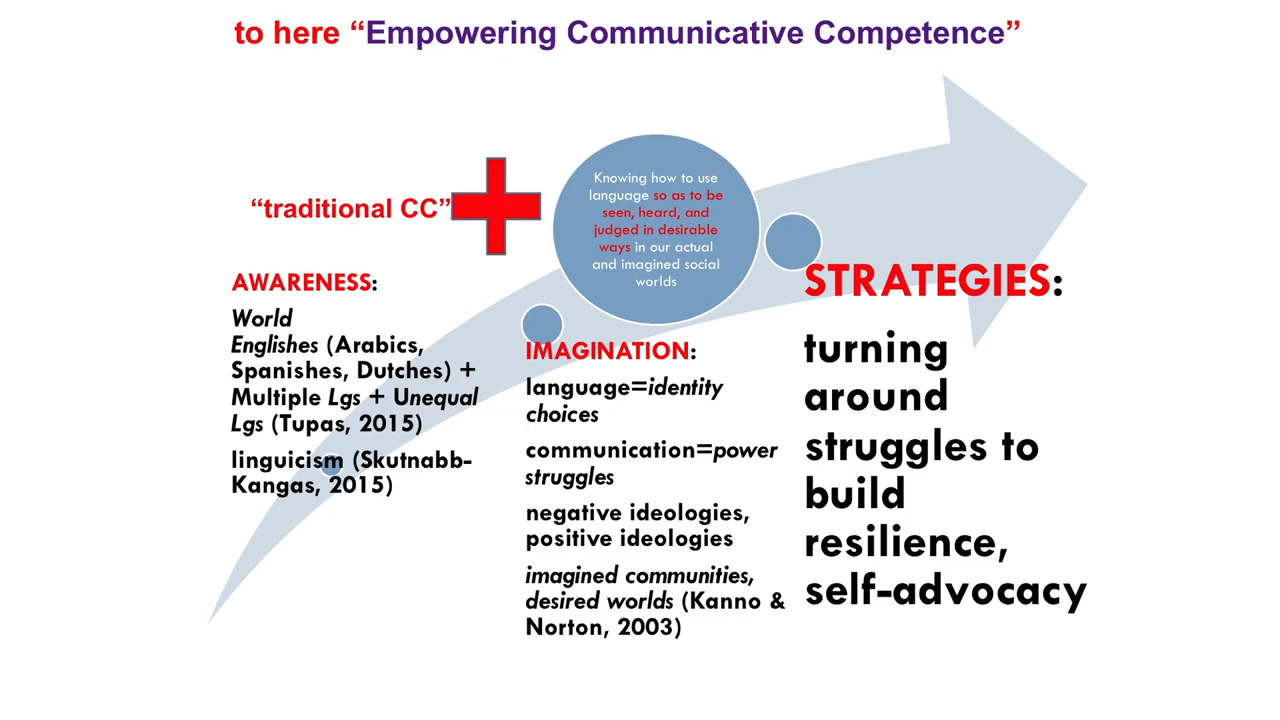 to here “Empowering Communicative Competence”
“traditional CC”
Knowing how to use
language so as to be
seen, heard, and
judged in desirable
ways in our actual
and imagined social
worlds
AWARENESS:
World
Englishes (Arabics,
Spanishes, Dutches) +
Multiple Lgs + Unequal
Lgs (Tupas, 2015)
linguicism (Skutnabb-
Kangas, 2015)
IMAGINATION:
language=identity
choices
communication=power
struggles
negative ideologies,
positive ideologies
imagined communities,
desired worlds (Kanno &
Norton, 2003)
STRATEGIES:
turning
around
struggles to
build
resilience,
self-advocacy